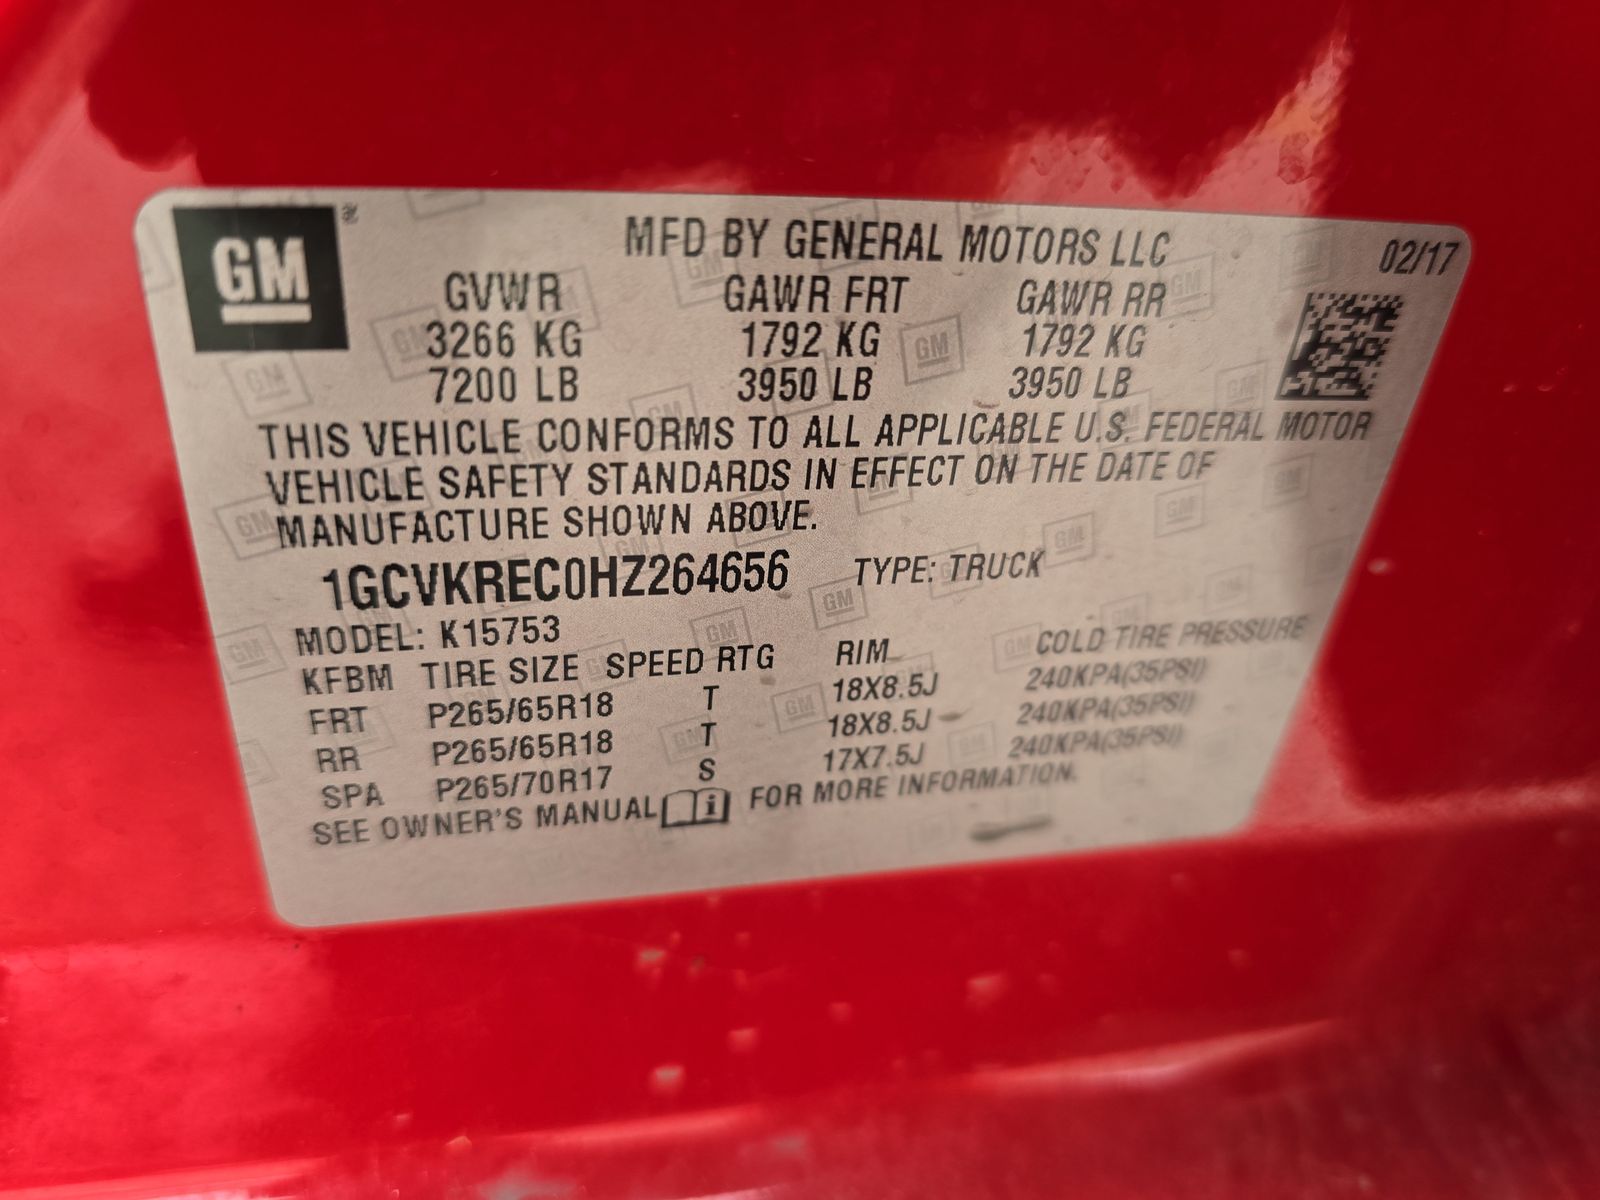 GM
MFD BY GENERAL MOTORS LLC 02/17
GVWR GAWR FRT GAWR RR
3266 KG 1792 KG 1792 KG
7200 LB 3950 LB 3950 LB
THIS VEHICLE CONFORMS TO ALL APPLICABLE U.S. FEDERAL MOTOR
VEHICLE SAFETY STANDARDS IN EFFECT ON THE DATE OF
MANUFACTURE SHOWN ABOVE.
1GCVKREC0HZ264656 TYPE: TRUCK
MODEL: K15753
KFBM TIRE SIZE SPEED RTG RIM COLD TIRE PRESSURE
FRT P265/65R18 T 18X8.5J 240KPA(35PSI)
RR P265/65R18 T 18X8.5J 240KPA(35PSI)
SPA P265/70R17 S 17X7.5J 240KPA(35PSI)
SEE OWNER'S MANUAL i FOR MORE INFORMATION.